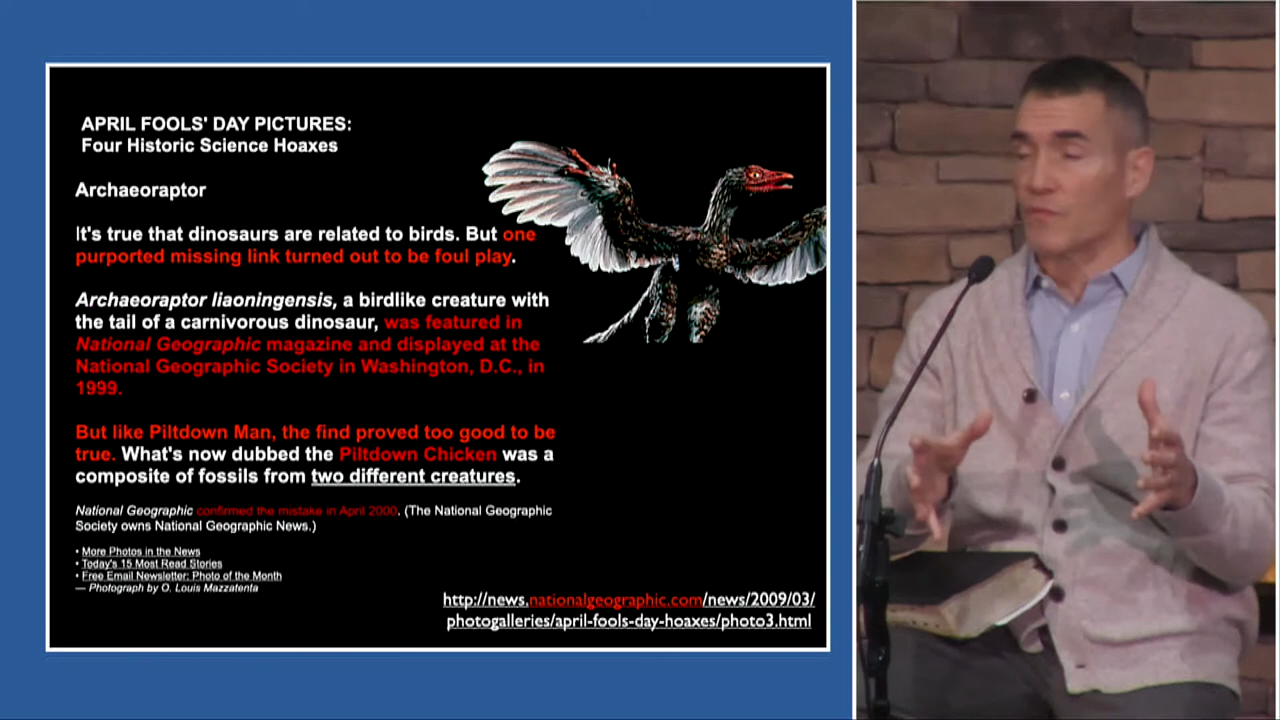 APRIL FOOLS' DAY PICTURES:
Four Historic Science Hoaxes
Archaeoraptor
It's true that dinosaurs are related to birds. But one
purported missing link turned out to be foul play.
Archaeoraptor liaoningensis, a birdlike creature with
the tail of a carnivorous dinosaur, was featured in
National Geographic magazine and displayed at the
National Geographic Society in Washington, D.C., in
1999.
But like Piltdown Man, the find proved too good to be
true. What's now dubbed the Piltdown Chicken was a
composite of fossils from two different creatures.
National Geographic confirmed the mistake in April 2000. (The National Geographic
Society owns National Geographic News.)
• More Photos in the News
• Today's 15 Most Read Stories
• Free Email Newsletter: Photo of the Month
— Photograph by O. Louis Mazzatenta
http://news.nationalgeographic.com/news/2009/03/
photogalleries/april-fools-day-hoaxes/photo3.html